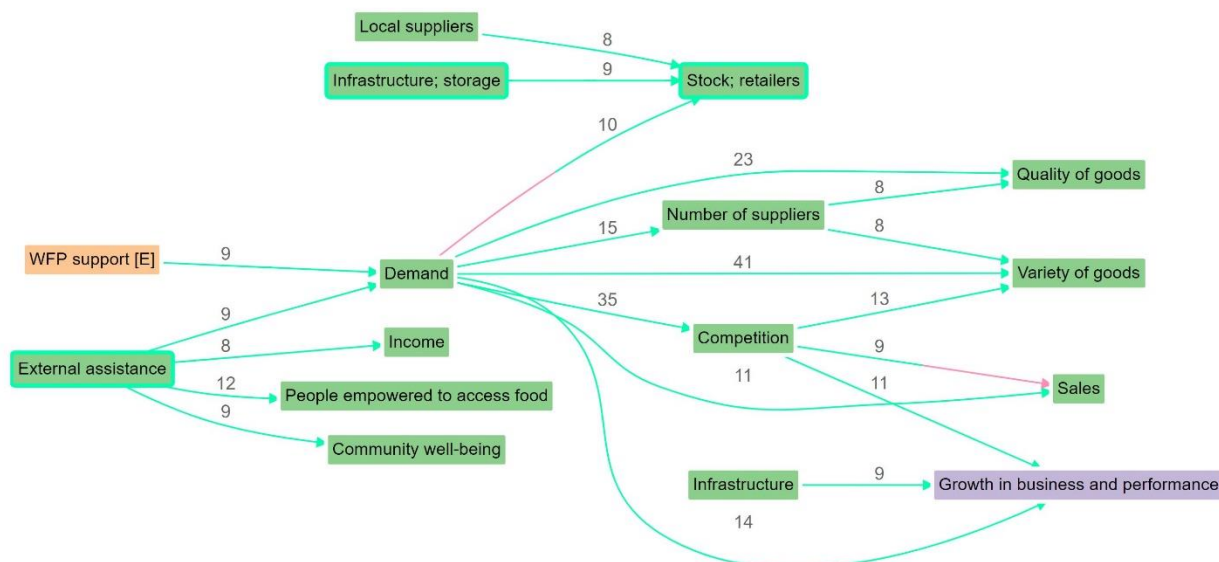 Local suppliers
8
Infrastructure; storage
9
Stock; retailers
10
23
Quality of goods
8
Number of suppliers
15
8
WFP support [E]
9
Demand
41
Variety of goods
9
35
13
Income
8
Competition
External assistance
9
12
11
11
Sales
People empowered to access food
9
Community well-being
Infrastructure
9
Growth in business and performance
14